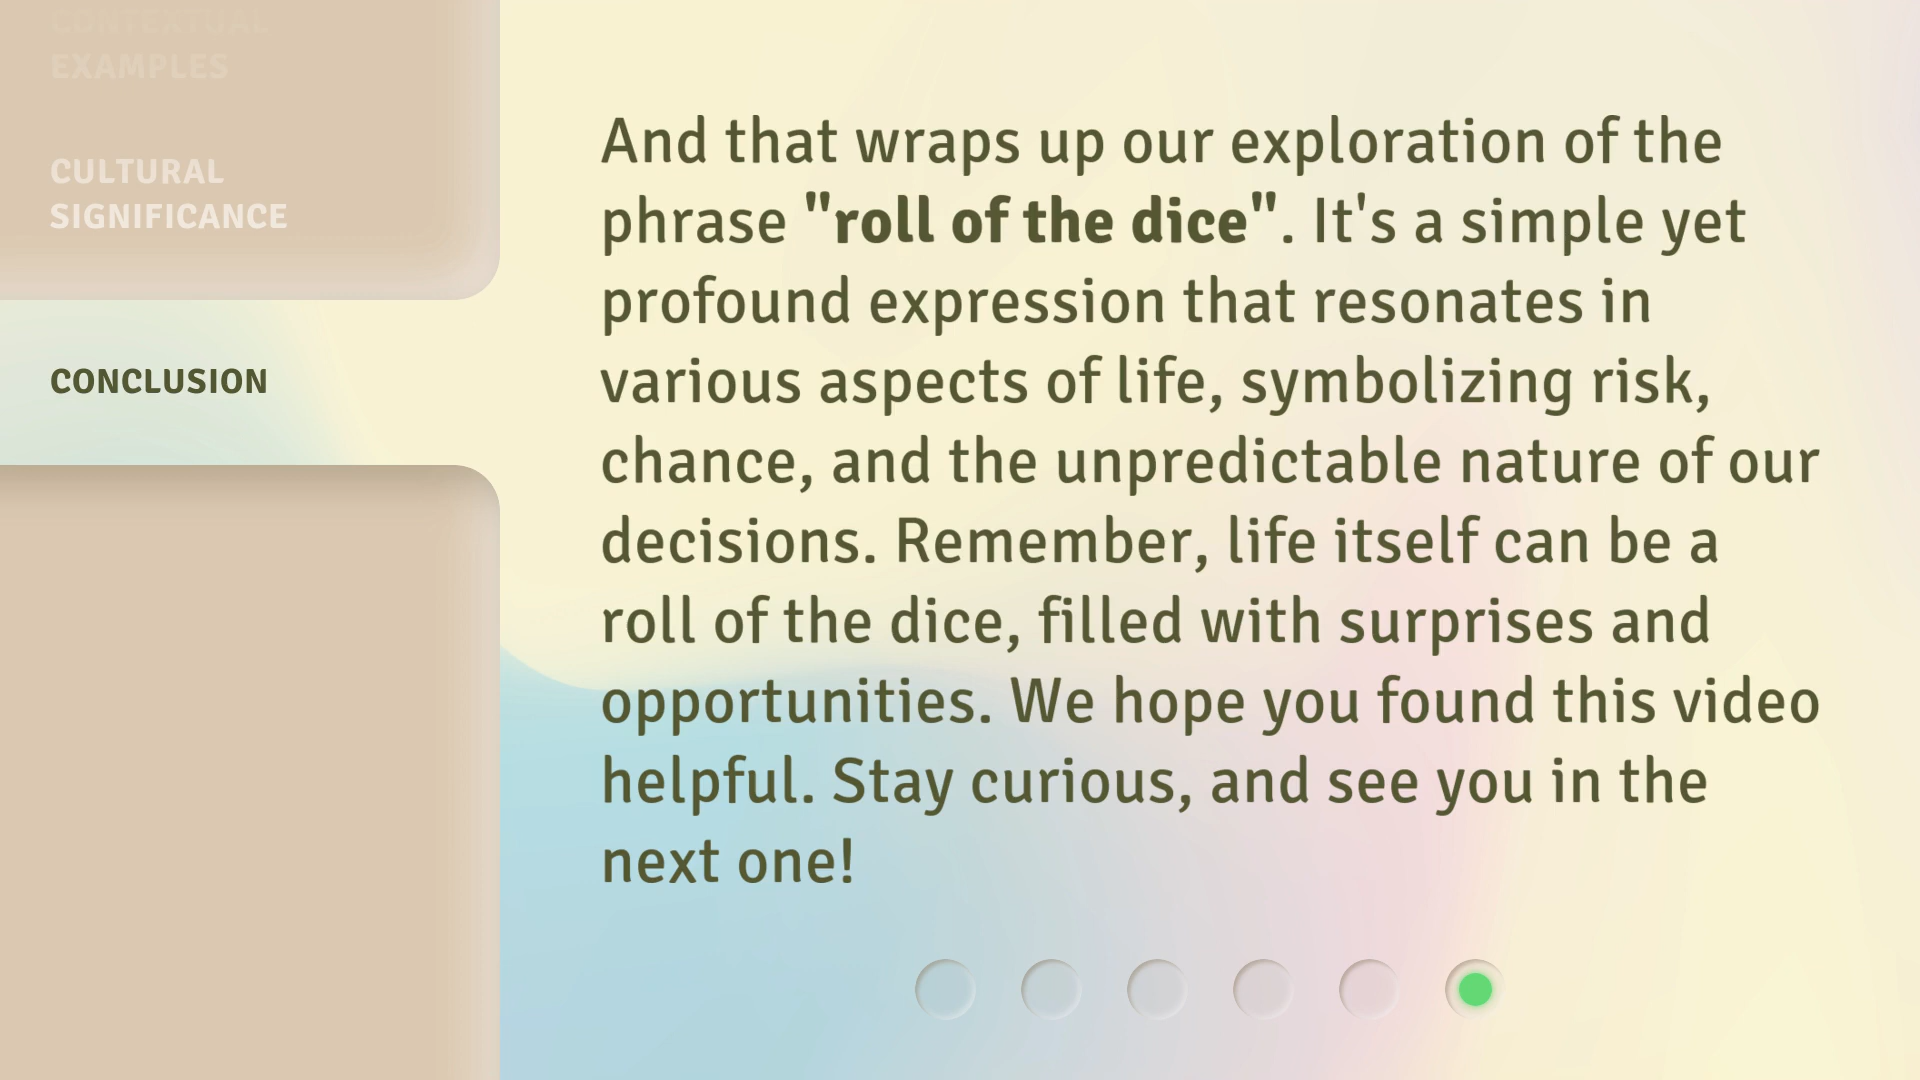 CONTEXTUAL
EXAMPLES
CULTURAL
SIGNIFICANCE
CONCLUSION
And that wraps up our exploration of the
phrase "roll of the dice". It's a simple yet
profound expression that resonates in
various aspects of life, symbolizing risk,
chance, and the unpredictable nature of our
decisions. Remember, life itself can be a
roll of the dice, filled with surprises and
opportunities. We hope you found this video
helpful. Stay curious, and see you in the
next one!